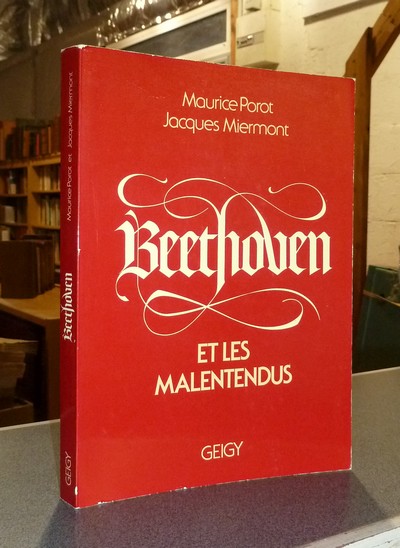 Maurice Porot
Jacques Miermont
Beethoven
ET LES
MALENTENDUS
GEIGY
Maurice Porot et Jacques Miermont
Beethoven
GEIGY